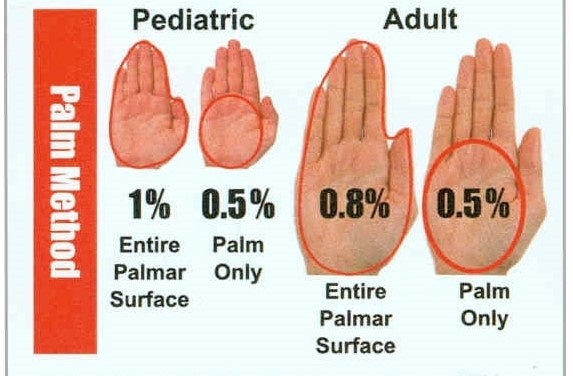 Pediatric
Adult
Palm Method
1%
0.5%
0.8%
0.5%
Entire
Palmar
Surface
Palm
Only
Entire
Palmar
Surface
Palm
Only